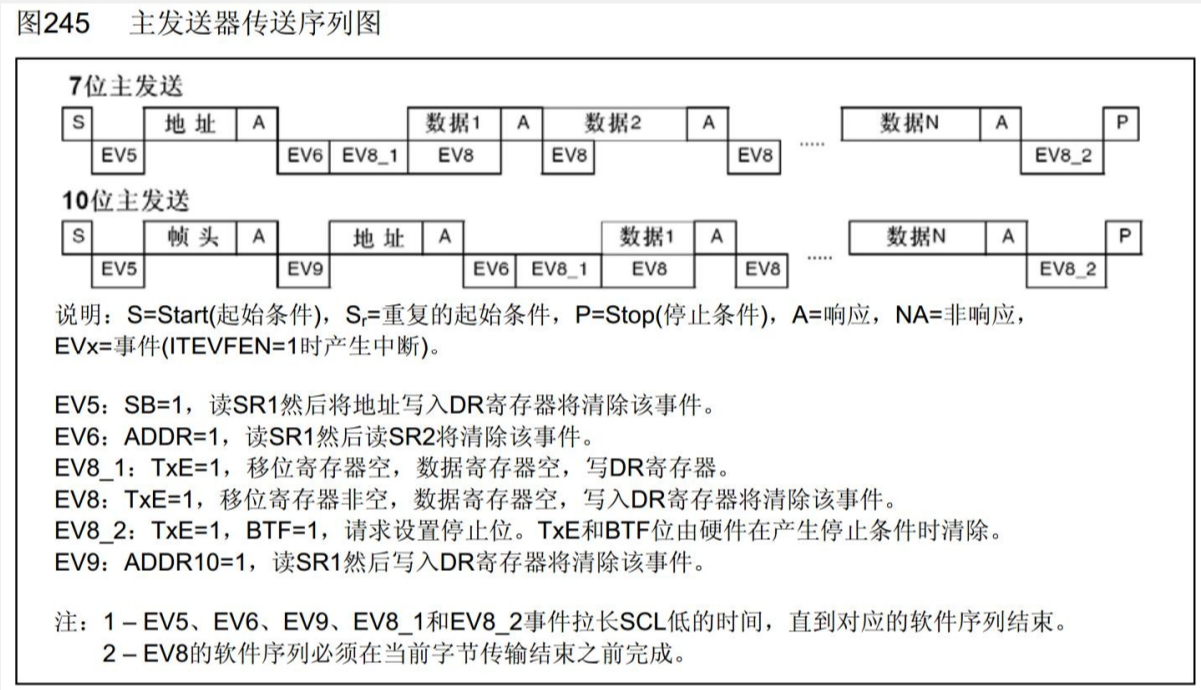 图245 主发送器传送序列图
7位主发送
S 地址 A 数据1 A 数据2 A ..... 数据N A P
EV5 EV6 EV8_1 EV8 EV8 EV8 EV8_2
10位主发送
S 帧头 A 地址 A 数据1 A ..... 数据N A P
EV5 EV9 EV6 EV8_1 EV8 EV8 EV8_2
说明：S=Start(起始条件)，Sr=重复的起始条件，P=Stop(停止条件)，A=响应，NA=非响应，
EVx=事件(ITEVFEN=1时产生中断)。
EV5：SB=1，读SR1然后将地址写入DR寄存器将清除该事件。
EV6：ADDR=1，读SR1然后读SR2将清除该事件。
EV8_1：TxE=1，移位寄存器空，数据寄存器空，写DR寄存器。
EV8：TxE=1，移位寄存器非空，数据寄存器空，写入DR寄存器将清除该事件。
EV8_2：TxE=1，BTF=1，请求设置停止位。TxE和BTF位由硬件在产生停止条件时清除。
EV9：ADDR10=1，读SR1然后写入DR寄存器将清除该事件。
注：1 – EV5、EV6、EV9、EV8_1和EV8_2事件拉长SCL低的时间，直到对应的软件序列结束。
2 – EV8的软件序列必须在当前字节传输结束之前完成。